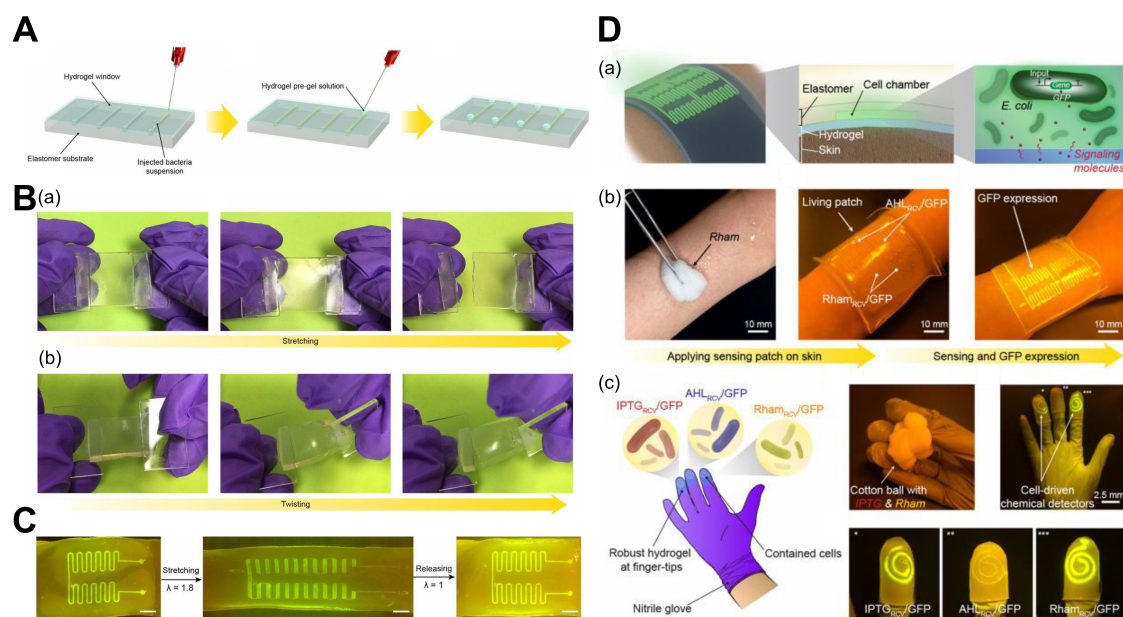 A
Hydrogel window
Elastomer substrate
Injected bacteria
suspension
Hydrogel pre-gel solution
B
(a)
Stretching
(b)
Twisting
C
Stretching
λ = 1.8
Releasing
λ = 1
D
(a)
Elastomer
Cell chamber
Hydrogel
Skin
Input
Gene
GFP
E. coli
Signaling
molecules
(b)
Rham
10 mm
Living patch
AHLRCV/GFP
RhamRCV/GFP
10 mm
GFP expression
10 mm
Applying sensing patch on skin
Sensing and GFP expression
(c)
IPTGRCV/GFP
AHLRCV/GFP
RhamRCV/GFP
Robust hydrogel
at finger-tips
Contained cells
Nitrile glove
Cotton ball with
IPTG & Rham
*
**
***
Cell-driven
chemical detectors
2.5 mm
*
IPTGRCV/GFP
**
AHLRCV/GFP
***
RhamRCV/GFP